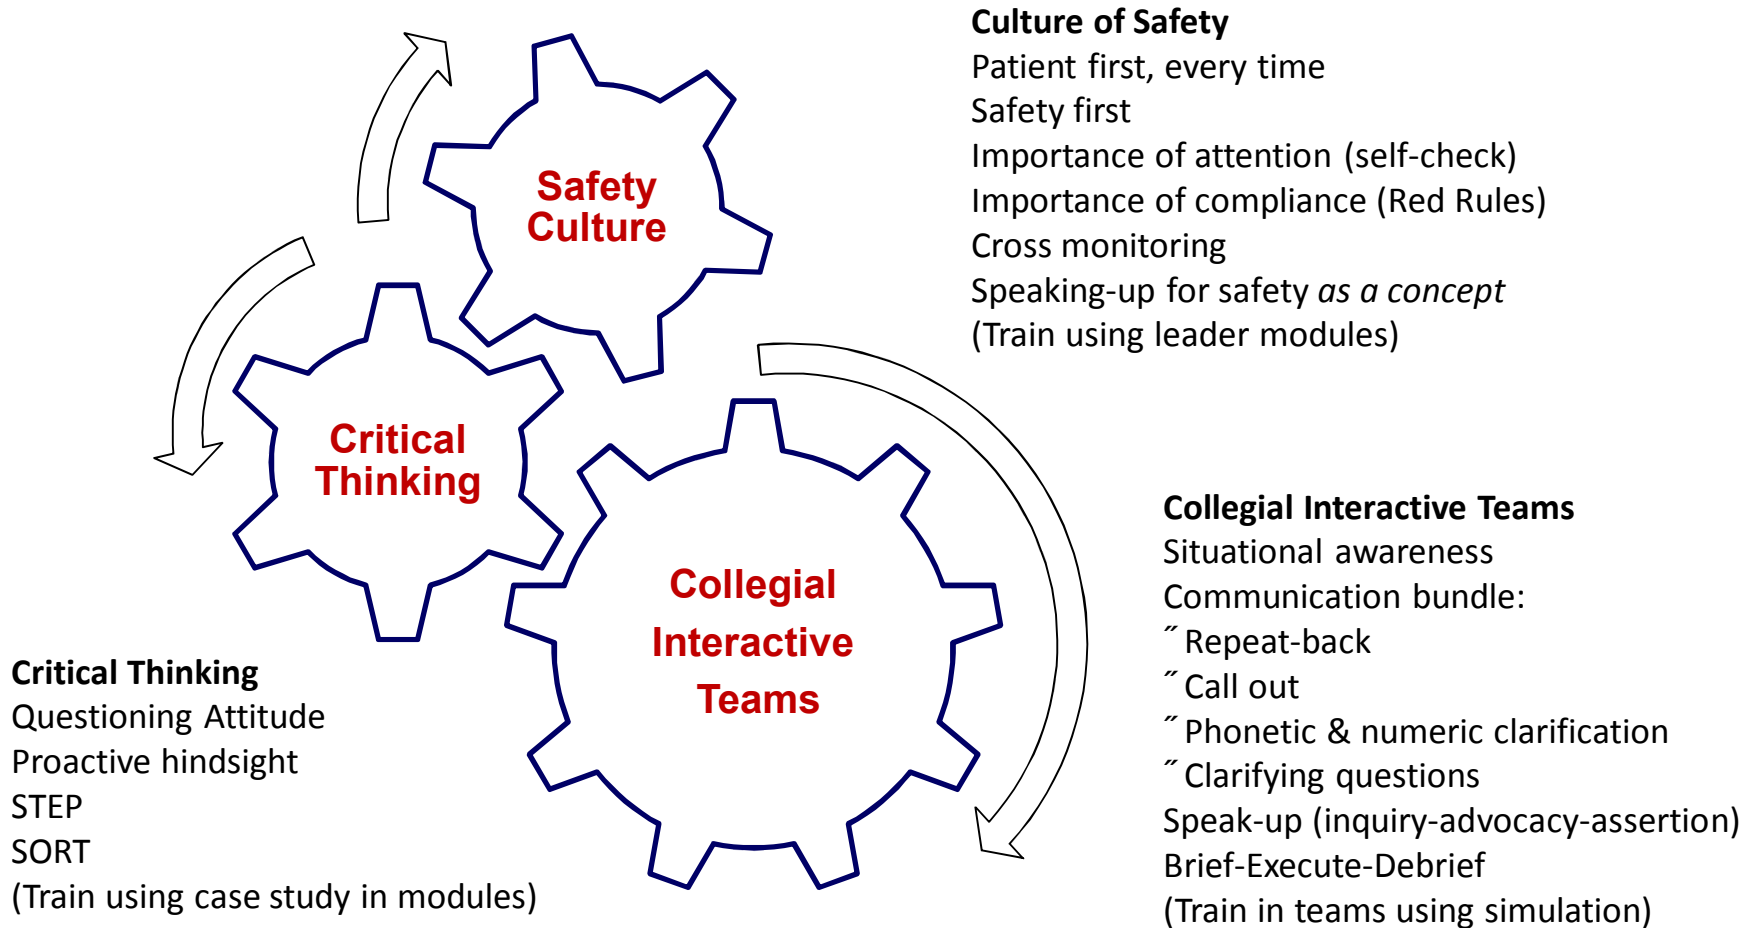 Culture of Safety
Patient first, every time
Safety first
Importance of attention (self-check)
Importance of compliance (Red Rules)
Cross monitoring
Speaking-up for safety as a concept
(Train using leader modules)
Safety
Culture
Critical
Thinking
Collegial
Interactive
Teams
Critical Thinking
Questioning Attitude
Proactive hindsight
STEP
SORT
(Train using case study in modules)
Collegial Interactive Teams
Situational awareness
Communication bundle:
˝ Repeat-back
˝ Call out
˝ Phonetic & numeric clarification
˝ Clarifying questions
Speak-up (inquiry-advocacy-assertion)
Brief-Execute-Debrief
(Train in teams using simulation)